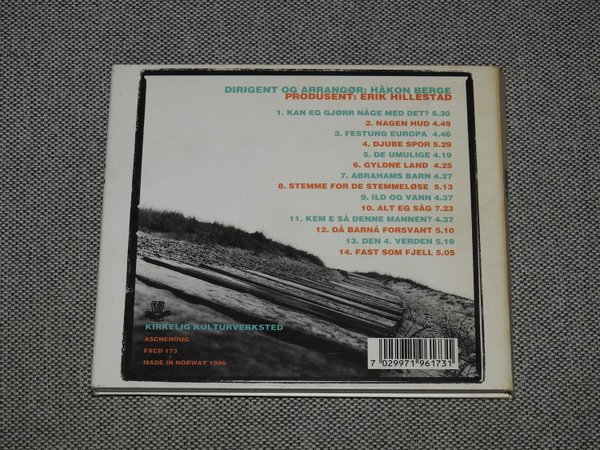 DIRIGENT OG ARRANGØR: HÅKON BERGE
PRODUSENT: ERIK HILLESTAD
1. KAN EG GJØRR NÅGE MED DET? 5.30
2. NAGEN HUD 4.49
3. FESTUNG EUROPA 4.46
4. DJUBE SPOR 5.29
5. DE UMULIGE 4.19
6. GYLDNE LAND 4.25
7. ABRAHAMS BARN 4.27
8. STEMME FOR DE STEMMELØSE 5.13
9. ILD OG VANN 4.37
10. ALT EG SÅG 7.23
11. KEM E SÅ DENNE MANNEN? 4.37
12. DÅ BARNÅ FORSVANT 5.10
13. DEN 4. VERDEN 5.18
14. FAST SOM FJELL 5.05
KIRKELIG KULTURVERKSTED
ASCHEHOUG
FXCD 173
MADE IN NORWAY 1996
7 029971 961731